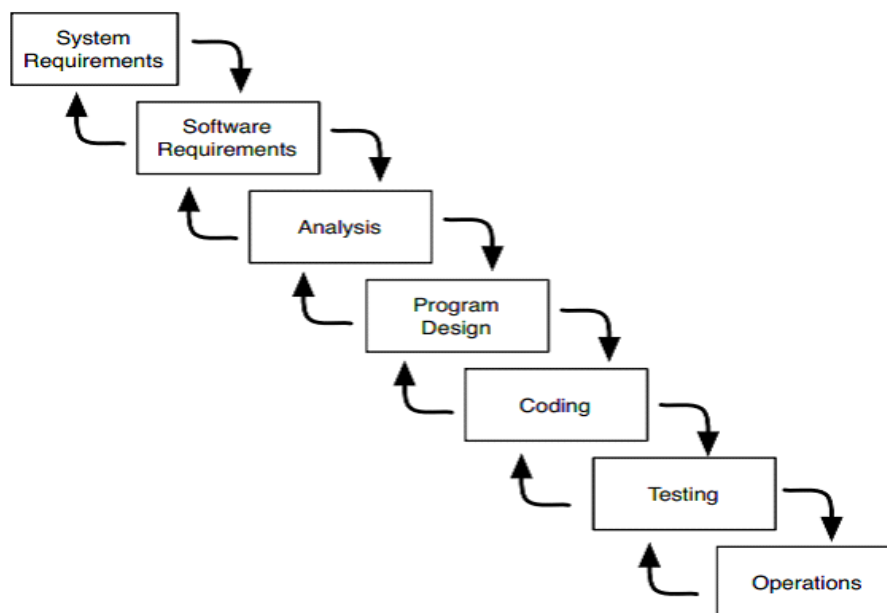 System
Requirements
Software
Requirements
Analysis
Program
Design
Coding
Testing
Operations